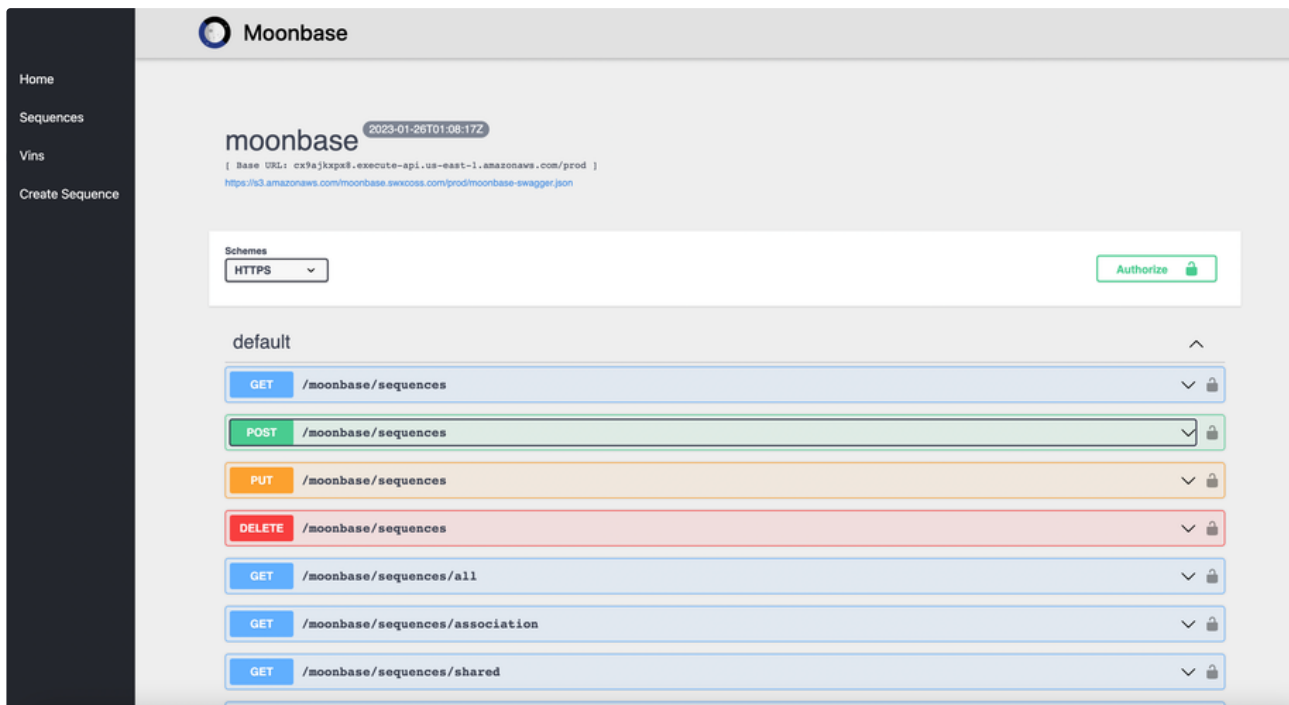 Moonbase
Home
Sequences
Vins
Create Sequence
moonbase 2023-01-26T01:08:17Z
[ Base URL: cx9ajkxpx8.execute-api.us-east-1.amazonaws.com/prod ]
https://s3.amazonaws.com/moonbase.swxcoss.com/prod/moonbase-swagger.json
Schemes
HTTPS
Authorize
default
GET /moonbase/sequences
POST /moonbase/sequences
PUT /moonbase/sequences
DELETE /moonbase/sequences
GET /moonbase/sequences/all
GET /moonbase/sequences/association
GET /moonbase/sequences/shared